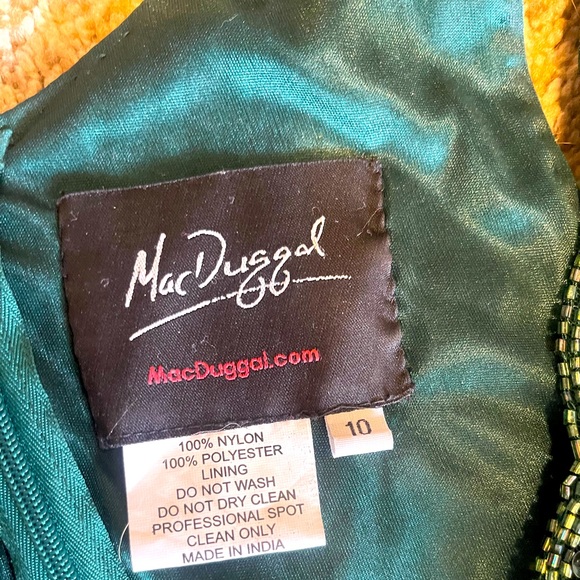 MacDuggal
MacDuggal.com
10
100% NYLON
100% POLYESTER
LINING
DO NOT WASH
DO NOT DRY CLEAN
PROFESSIONAL SPOT
CLEAN ONLY
MADE IN INDIA